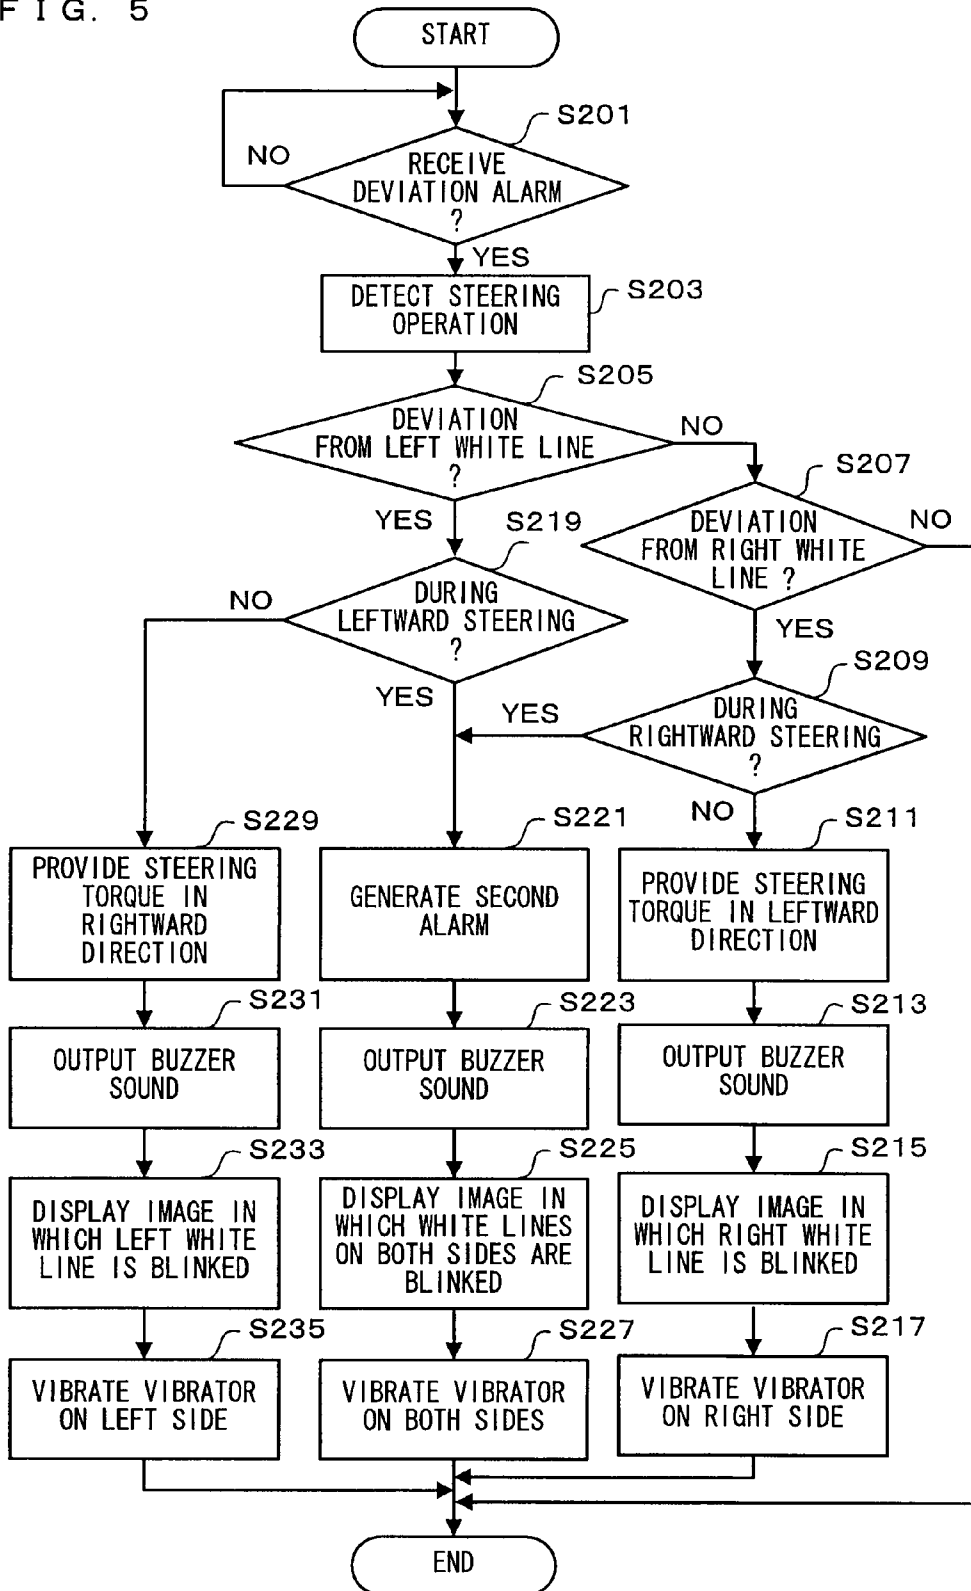 FIG. 5
START
S201
NO
RECEIVE
DEVIATION ALARM
?
YES
DETECT STEERING
OPERATION
S203
S205
DEVIATION
FROM LEFT WHITE LINE
?
NO
S207
YES
S219
DEVIATION
FROM RIGHT WHITE
LINE ?
NO
NO
DURING
LEFTWARD STEERING
?
YES
S209
YES
YES
DURING
RIGHTWARD STEERING
?
NO
S229
S221
S211
PROVIDE STEERING
TORQUE IN
RIGHTWARD
DIRECTION
GENERATE SECOND
ALARM
PROVIDE STEERING
TORQUE IN LEFTWARD
DIRECTION
S231
S223
S213
OUTPUT BUZZER
SOUND
OUTPUT BUZZER
SOUND
OUTPUT BUZZER
SOUND
S233
S225
S215
DISPLAY IMAGE IN
WHICH LEFT WHITE
LINE IS BLINKED
DISPLAY IMAGE IN
WHICH WHITE LINES
ON BOTH SIDES ARE
BLINKED
DISPLAY IMAGE IN
WHICH RIGHT WHITE
LINE IS BLINKED
S235
S227
S217
VIBRATE VIBRATOR
ON LEFT SIDE
VIBRATE VIBRATOR
ON BOTH SIDES
VIBRATE VIBRATOR
ON RIGHT SIDE
END